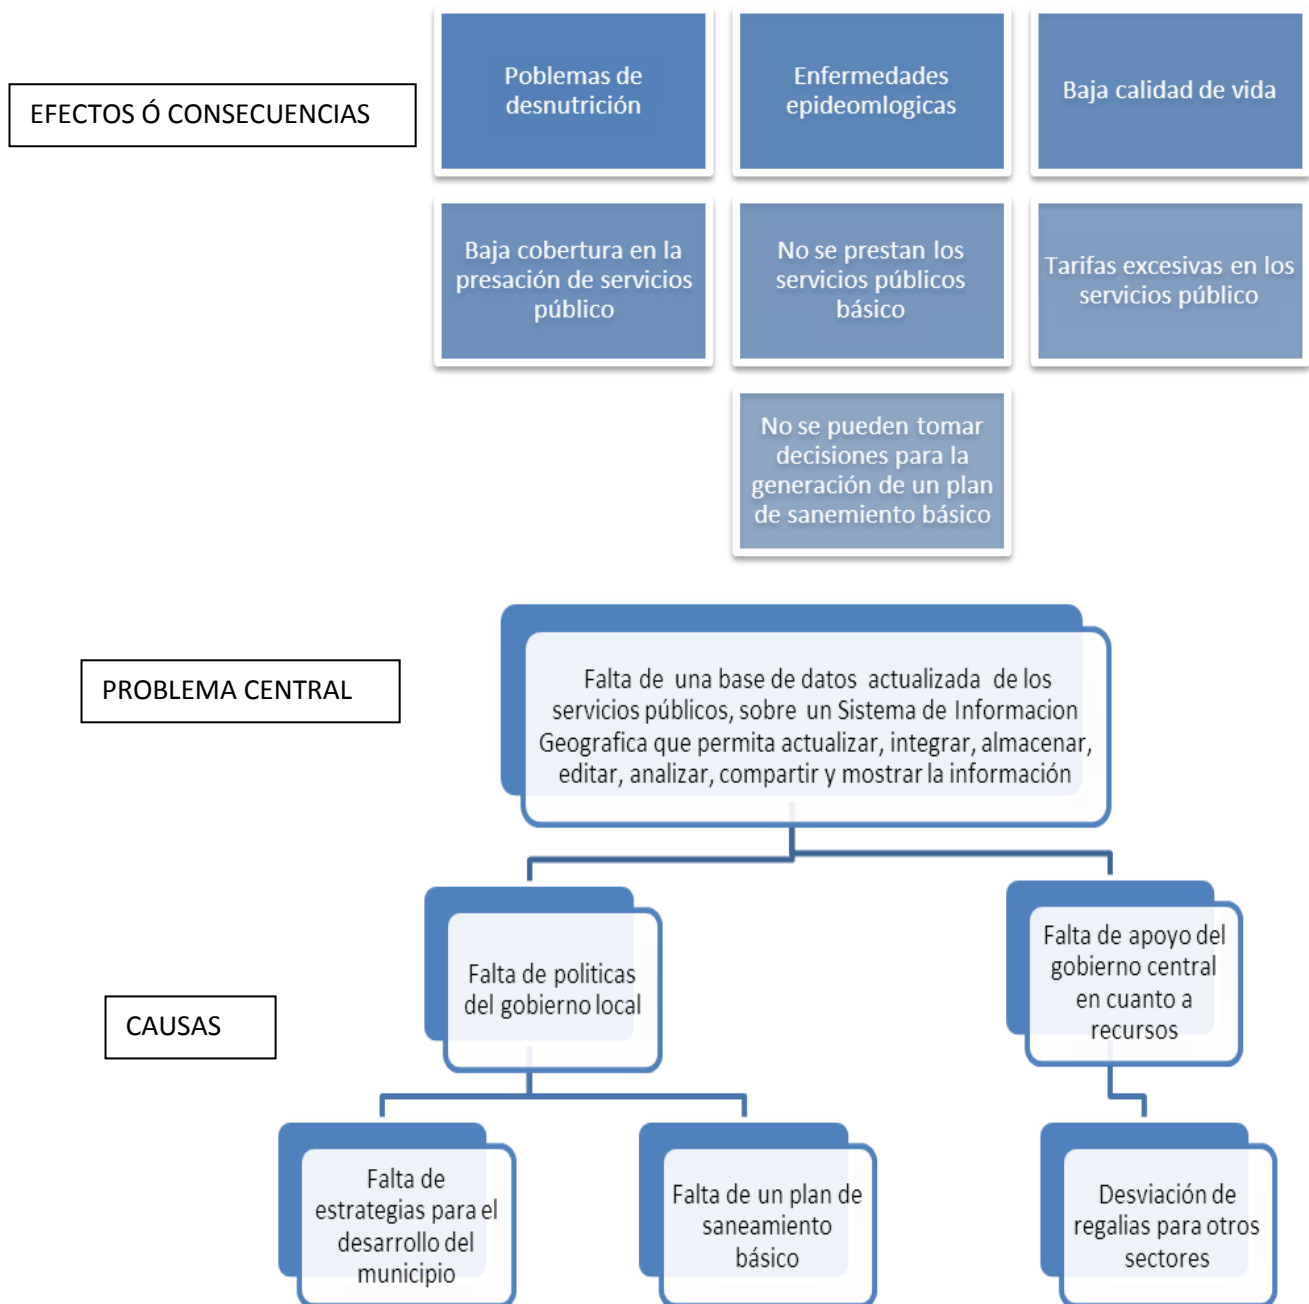 EFECTOS Ó CONSECUENCIAS
Poblemas de
desnutrición
Enfermedades
epideomlogicas
Baja calidad de vida
Baja cobertura en la
presación de servicios
público
No se prestan los
servicios públicos
básico
Tarifas excesivas en los
servicios público
No se pueden tomar
decisiones para la
generación de un plan
de sanemiento básico
PROBLEMA CENTRAL
Falta de una base de datos actualizada de los
servicios públicos, sobre un Sistema de Informacion
Geografica que permita actualizar, integrar, almacenar,
editar, analizar, compartir y mostrar la información
CAUSAS
Falta de politicas
del gobierno local
Falta de apoyo del
gobierno central
en cuanto a
recursos
Falta de
estrategias para el
desarrollo del
municipio
Falta de un plan de
saneamiento
básico
Desviación de
regalias para otros
sectores